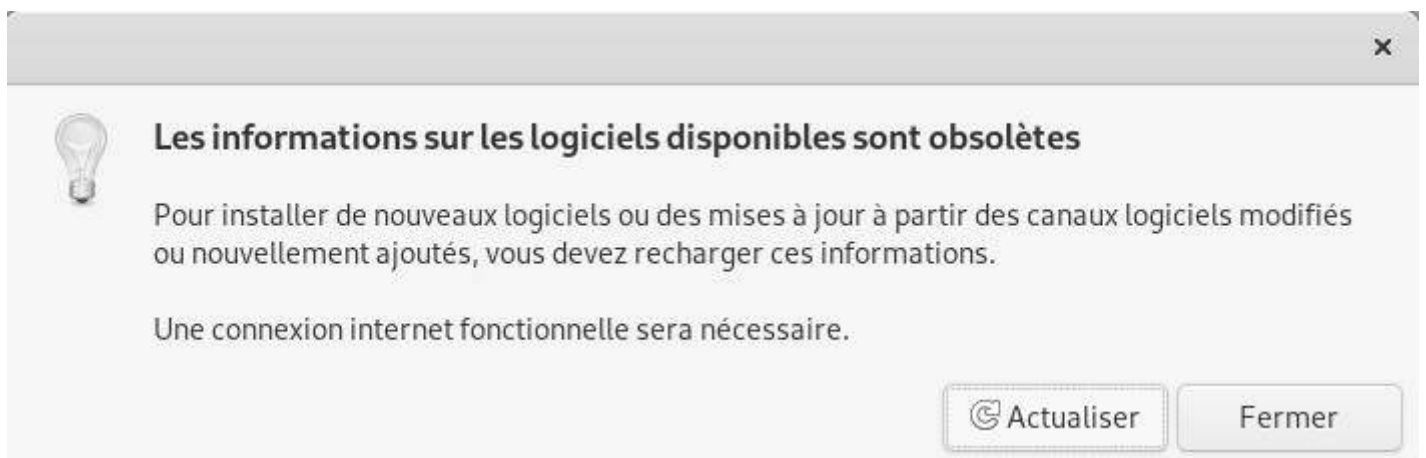 Les informations sur les logiciels disponibles sont obsolètes
Pour installer de nouveaux logiciels ou des mises à jour à partir des canaux logiciels modifiés
ou nouvellement ajoutés, vous devez recharger ces informations.
Une connexion internet fonctionnelle sera nécessaire.
Actualiser
Fermer